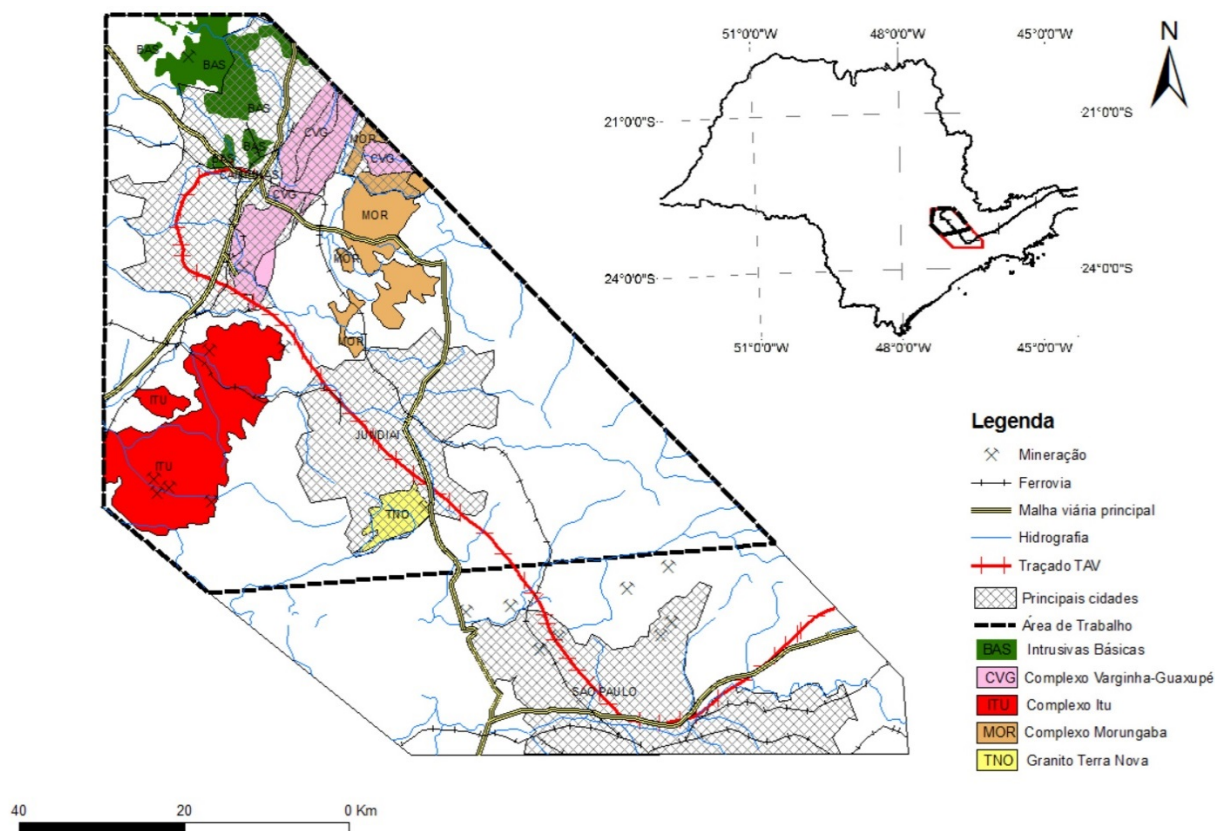 51°0'0"W
48°0'0"W
45°0'0"W
N
21°0'0"S
21°0'0"S
24°0'0"S
24°0'0"S
51°0'0"W
48°0'0"W
45°0'0"W
BAS
BAS
BAS
BAS
BAS
CAMPINAS
CVG
MOR
CVG
CVG
MOR
MOR
MOR
ITU
ITU
JUNDIAÍ
TNO
SÃO PAULO
Legenda
Mineração
Ferrovia
Malha viária principal
Hidrografia
Traçado TAV
Principais cidades
Área de Trabalho
BAS Intrusivas Básicas
CVG Complexo Varginha-Guaxupé
ITU Complexo Itu
MOR Complexo Morungaba
TNO Granito Terra Nova
40 20 0 Km